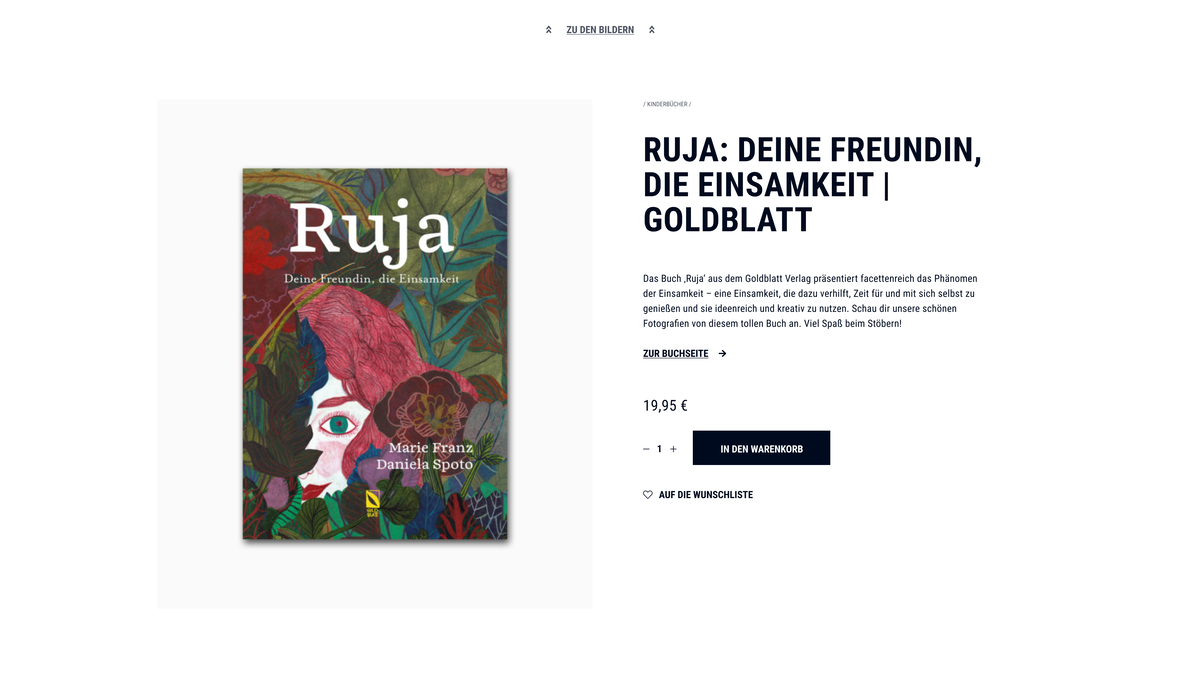 ZU DEN BILDERN
Ruja
Deine Freundin, die Einsamkeit
Marie Franz
Daniela Spoto
/ KINDERBÜCHER /
RUJA: DEINE FREUNDIN,
DIE EINSAMKEIT |
GOLDBLATT
Das Buch ‚Ruja‘ aus dem Goldblatt Verlag präsentiert facettenreich das Phänomen
der Einsamkeit – eine Einsamkeit, die dazu verhilft, Zeit für und mit sich selbst zu
genießen und sie ideenreich und kreativ zu nutzen. Schau dir unsere schönen
Fotografien von diesem tollen Buch an. Viel Spaß beim Stöbern!
ZUR BUCHSEITE
19,95 €
1
IN DEN WARENKORB
AUF DIE WUNSCHLISTE